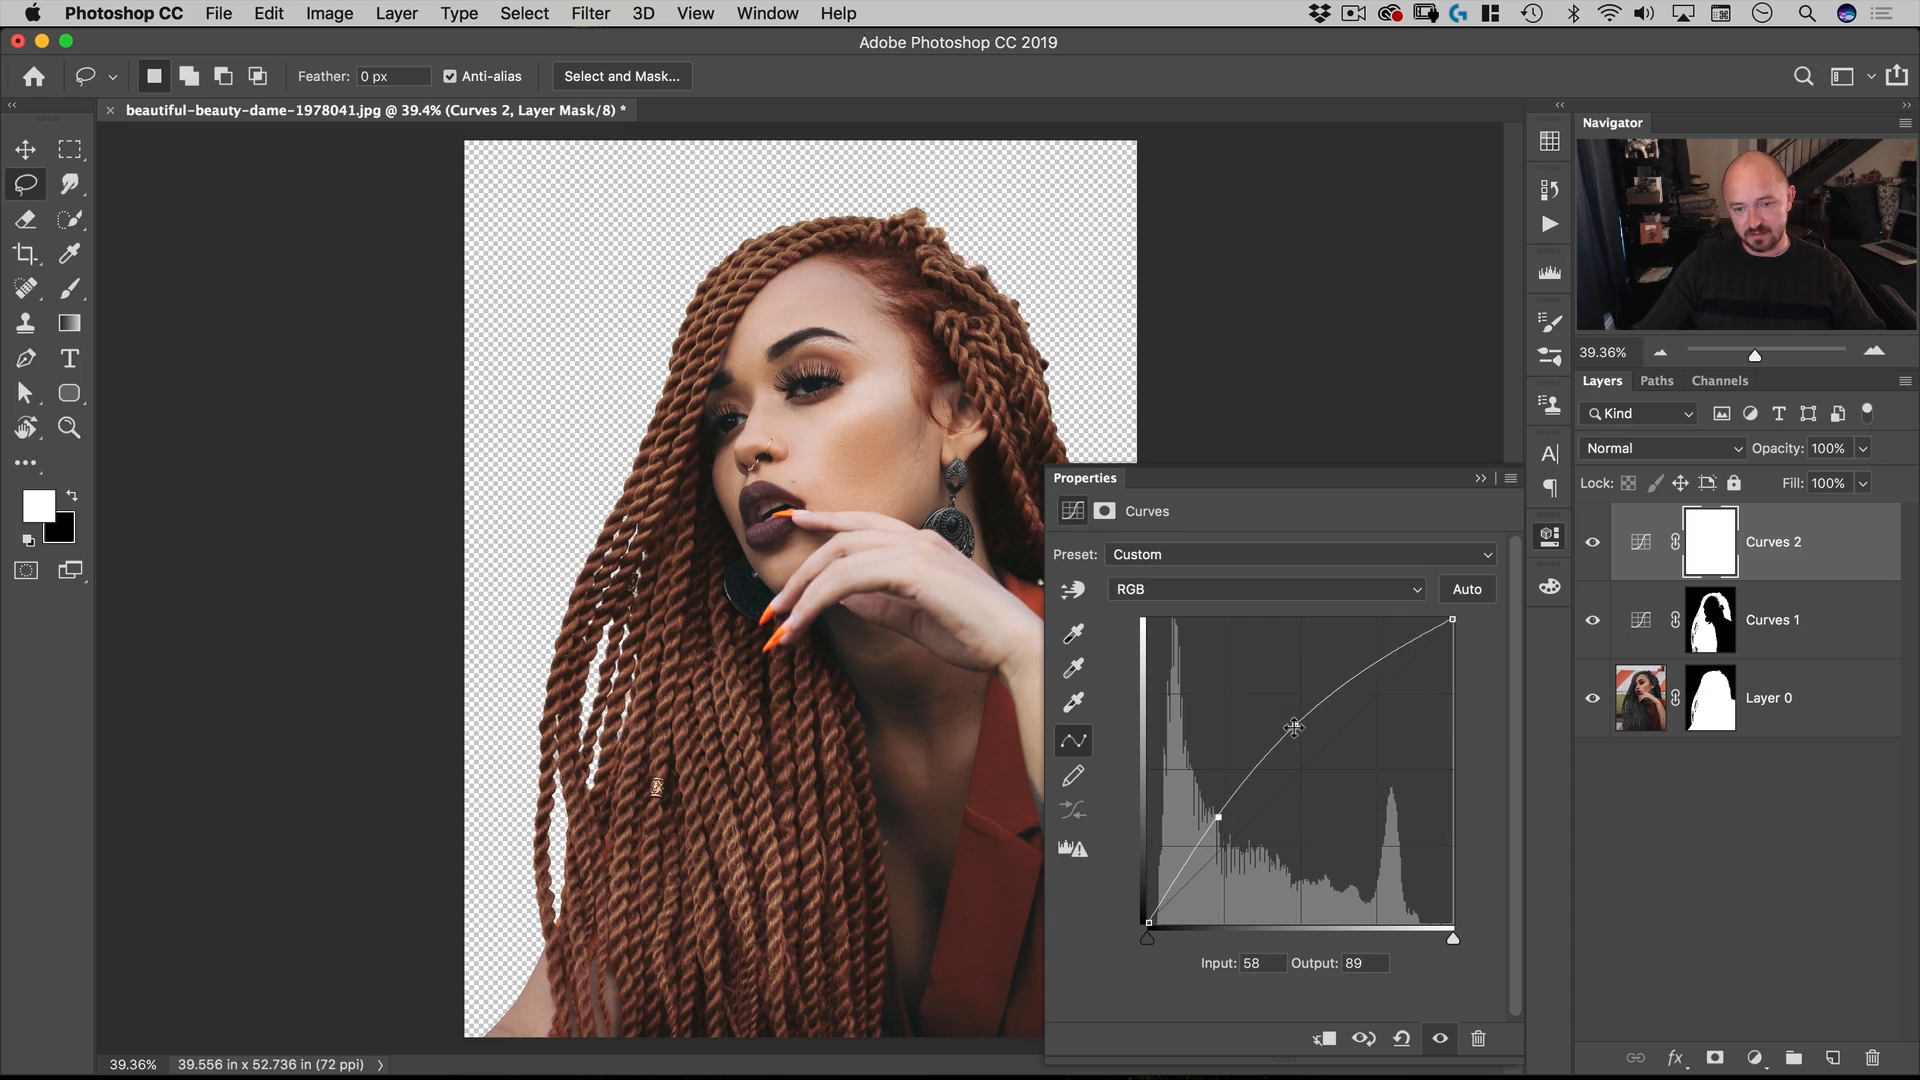 Photoshop CC File Edit Image Layer Type Select Filter 3D View Window Help
Adobe Photoshop CC 2019
Feather: 0 px Anti-alias Select and Mask...
beautiful-beauty-dame-1978041.jpg @ 39.4% (Curves 2, Layer Mask/8) *
Navigator
39.36%
Layers Paths Channels
Kind
Normal Opacity: 100%
Lock: Fill: 100%
Curves 2
Curves 1
Layer 0
Properties
Curves
Preset: Custom
RGB Auto
Input: 58 Output: 89
39.36% 39.556 in x 52.736 in (72 ppi)
fx